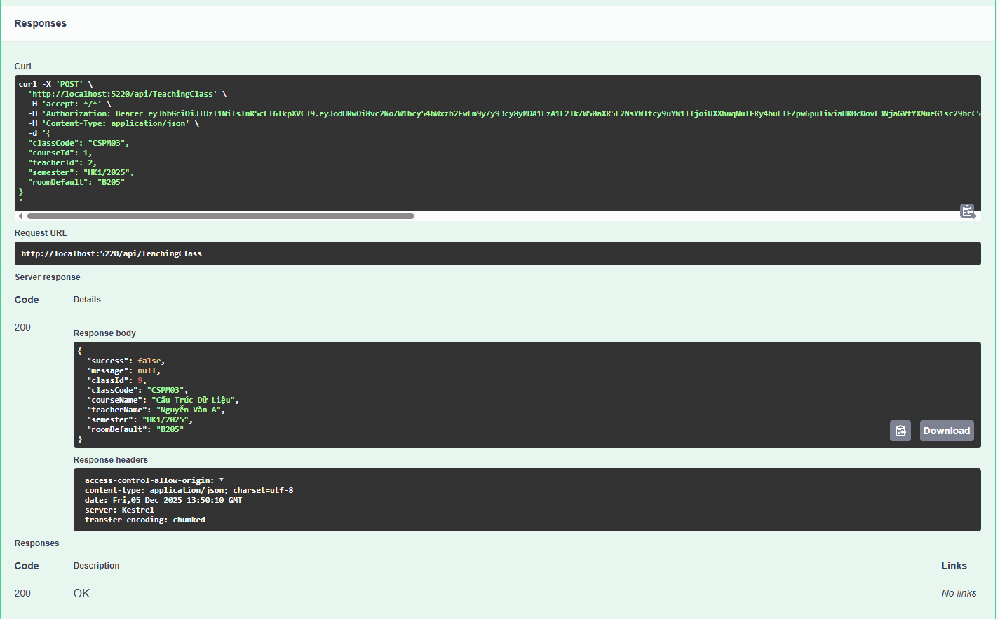 Responses
Curl
curl -X 'POST' \
'http://localhost:5220/api/TeachingClass' \
-H 'accept: */*' \
-H 'Authorization: Bearer
-H 'Content-Type: application/json' \
-d '{
"classCode": "CSPM03",
"courseId": 1,
"teacherId": 2,
"semester": "HK1/2025",
"roomDefault": "B205"
}
'
Request URL
http://localhost:5220/api/TeachingClass
Server response
Code Details
200
Response body
{
"success": false,
"message": null,
"classId": 9,
"classCode": "CSPM03",
"courseName": "Cấu Trúc Dữ Liệu",
"teacherName": "Nguyễn Văn A",
"semester": "HK1/2025",
"roomDefault": "B205"
}
Download
Response headers
access-control-allow-origin: *
content-type: application/json; charset=utf-8
date: Fri,05 Dec 2025 13:50:10 GMT
server: Kestrel
transfer-encoding: chunked
Responses
Code Description Links
200 OK No links